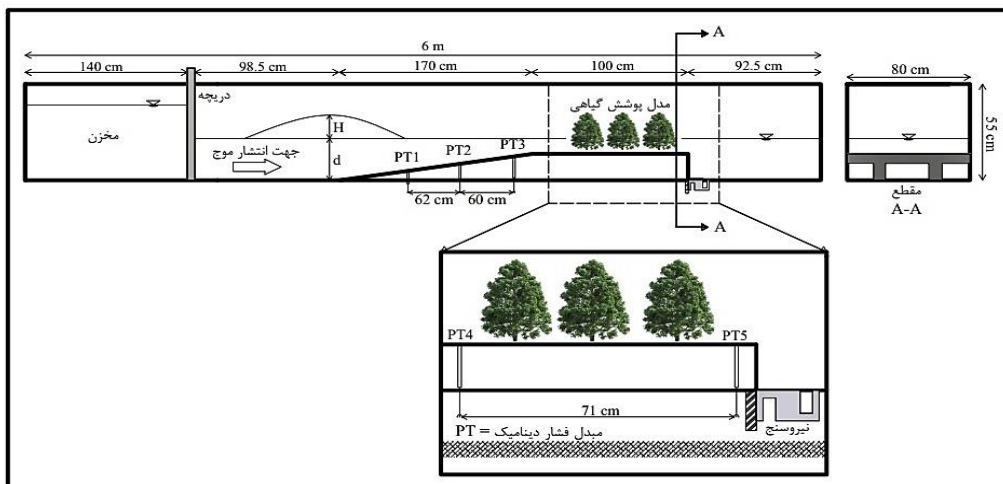 A
6 m
140 cm
98.5 cm
170 cm
100 cm
92.5 cm
80 cm
دریچه
مدل پوشش گیاهی
مخزن
H
جهت انتشار موج
d
PT1
PT2
PT3
55 cm
62 cm
60 cm
مقطع
A-A
A
PT4
PT5
71 cm
نیروسنج
PT = مبدل فشار دینامیک